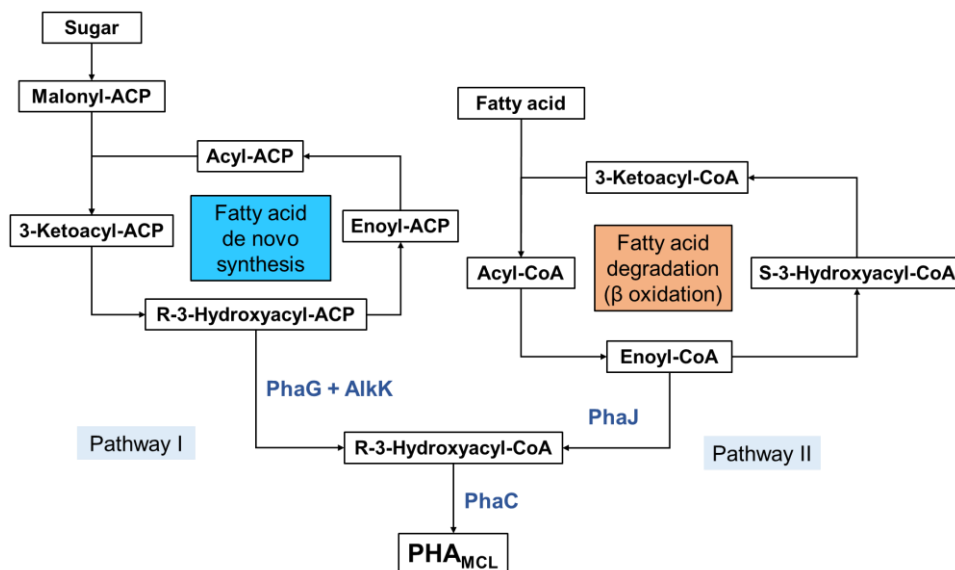 Sugar
Malonyl-ACP
Fatty acid
Acyl-ACP
3-Ketoacyl-CoA
3-Ketoacyl-ACP
Fatty acid
de novo
synthesis
Enoyl-ACP
Fatty acid
degradation
(β oxidation)
Acyl-CoA
S-3-Hydroxyacyl-CoA
R-3-Hydroxyacyl-ACP
Enoyl-CoA
PhaG + AlkK
PhaJ
Pathway I
R-3-Hydroxyacyl-CoA
Pathway II
PhaC
PHAMCL